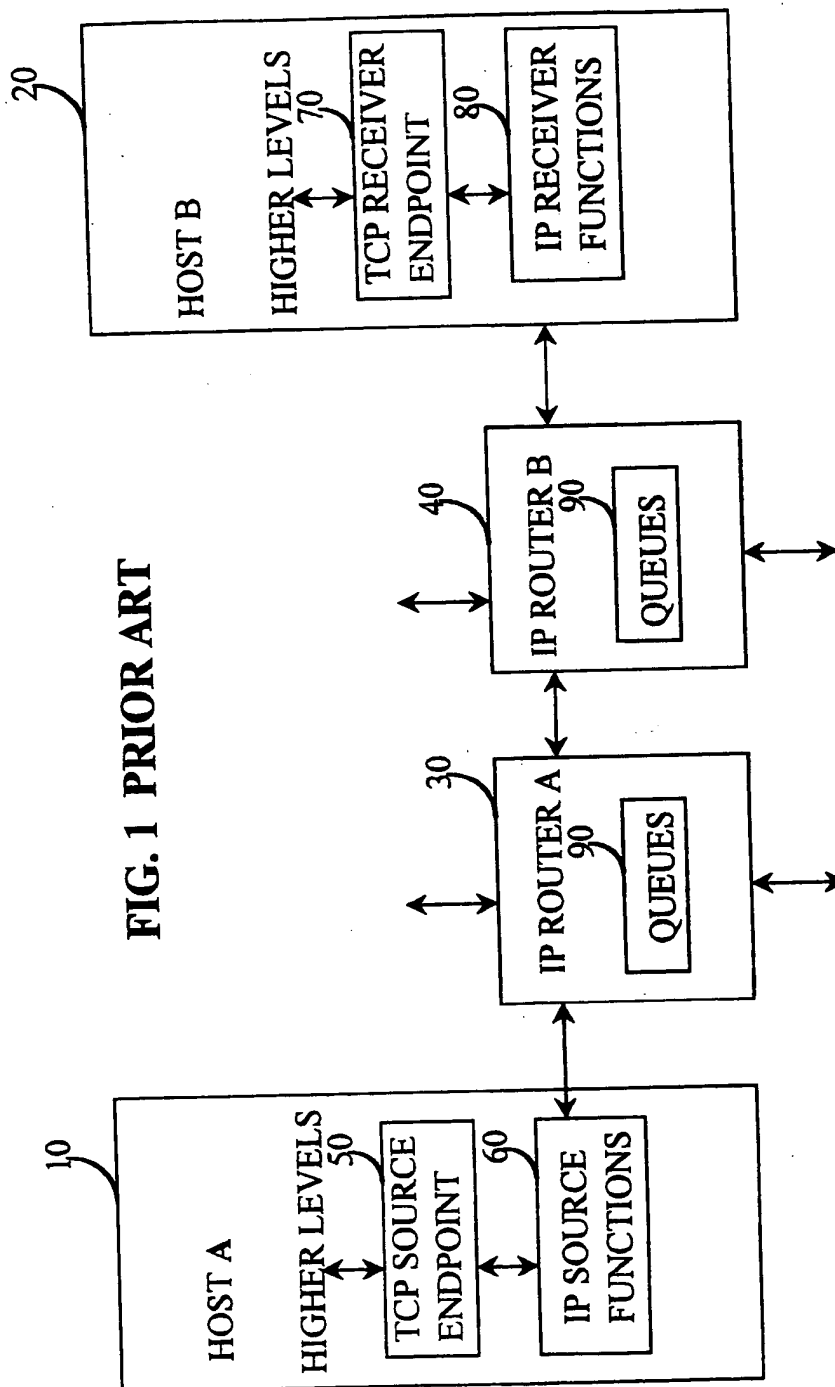 FIG. 1 PRIOR ART
10
HOST A
HIGHER LEVELS
50
TCP SOURCE
ENDPOINT
60
IP SOURCE
FUNCTIONS
30
IP ROUTER A
90
QUEUES
40
IP ROUTER B
90
QUEUES
20
HOST B
HIGHER LEVELS
70
TCP RECEIVER
ENDPOINT
80
IP RECEIVER
FUNCTIONS